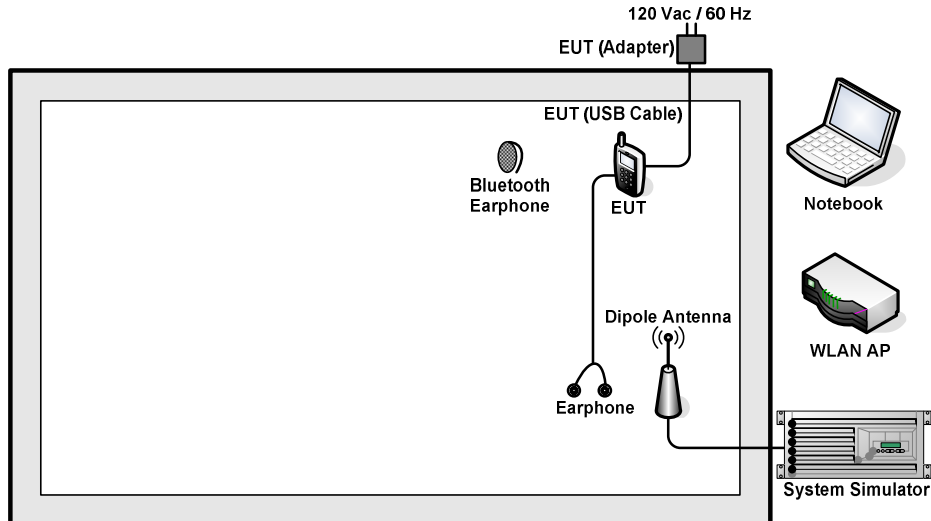 120 Vac / 60 Hz
EUT (Adapter)
EUT (USB Cable)
Bluetooth
Earphone
EUT
Notebook
Dipole Antenna
WLAN AP
Earphone
System Simulator